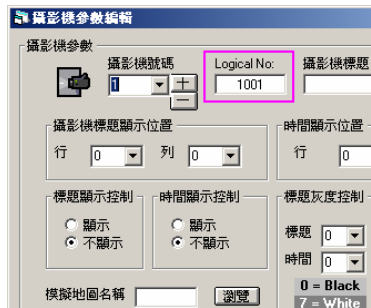 攝影機參數編輯
攝影機參數
攝影機號碼 Logical No: 攝影機標題
1 + 1001
—
攝影機標題顯示位置 時間顯示位置
行 0 列 0 行 0
標題顯示控制 時間顯示控制 標題灰度控制
顯示 顯示 標題 0
不顯示 不顯示 時間 0
0 = Black
模擬地圖名稱 瀏覽 7 = White